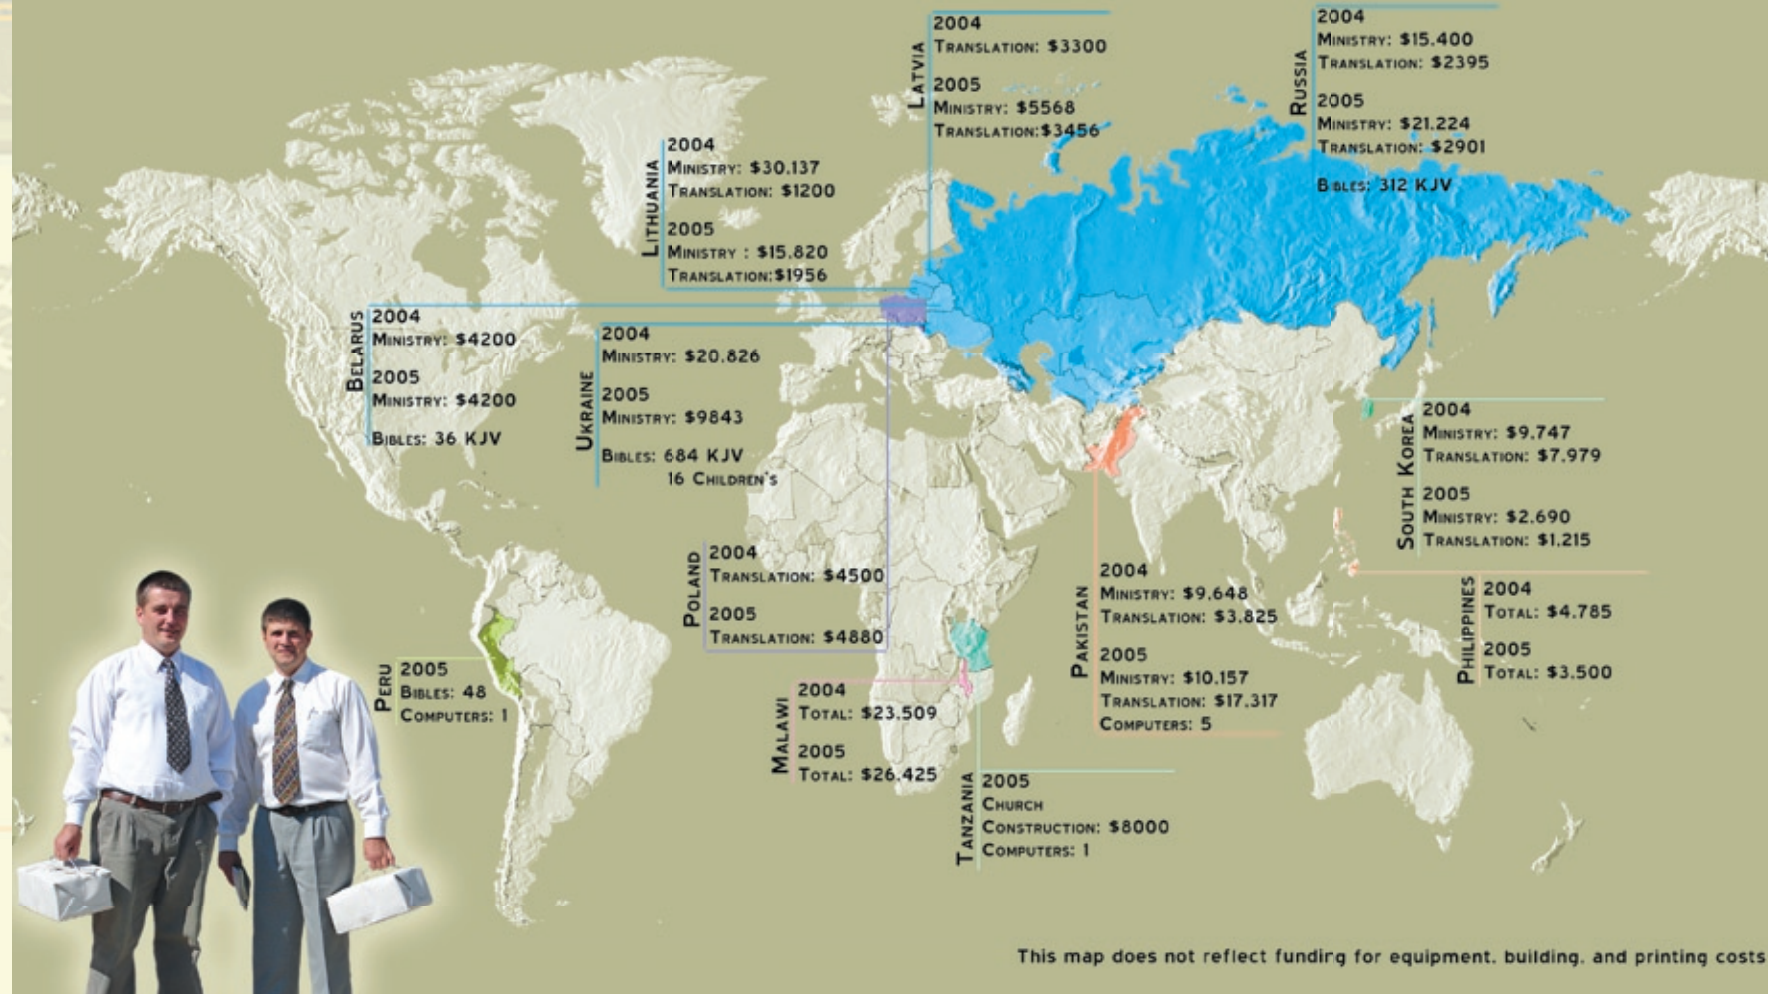 LATVIA
2004
TRANSLATION: $3300
2005
MINISTRY: $5568
TRANSLATION:$3456
RUSSIA
2004
MINISTRY: $15.400
TRANSLATION: $2395
2005
MINISTRY: $21.224
TRANSLATION: $2901
BIBLES: 312 KJV
LITHUANIA
2004
MINISTRY: $30.137
TRANSLATION: $1200
2005
MINISTRY : $15.820
TRANSLATION:$1956
BELARUS
2004
MINISTRY: $4200
2005
MINISTRY: $4200
BIBLES: 36 KJV
UKRAINE
2004
MINISTRY: $20.826
2005
MINISTRY: $9843
BIBLES: 684 KJV
16 CHILDREN'S
SOUTH KOREA
2004
MINISTRY: $9.747
TRANSLATION: $7.979
2005
MINISTRY: $2.690
TRANSLATION: $1.215
POLAND
2004
TRANSLATION: $4500
2005
TRANSLATION: $4880
PAKISTAN
2004
MINISTRY: $9.648
TRANSLATION: $3.825
2005
MINISTRY: $10.157
TRANSLATION: $17.317
COMPUTERS: 5
PHILIPPINES
2004
TOTAL: $4.785
2005
TOTAL: $3.500
PERU
2005
BIBLES: 48
COMPUTERS: 1
MALAWI
2004
TOTAL: $23.509
2005
TOTAL: $26.425
TANZANIA
2005
CHURCH
CONSTRUCTION: $8000
COMPUTERS: 1
This map does not reflect funding for equipment, building, and printing costs